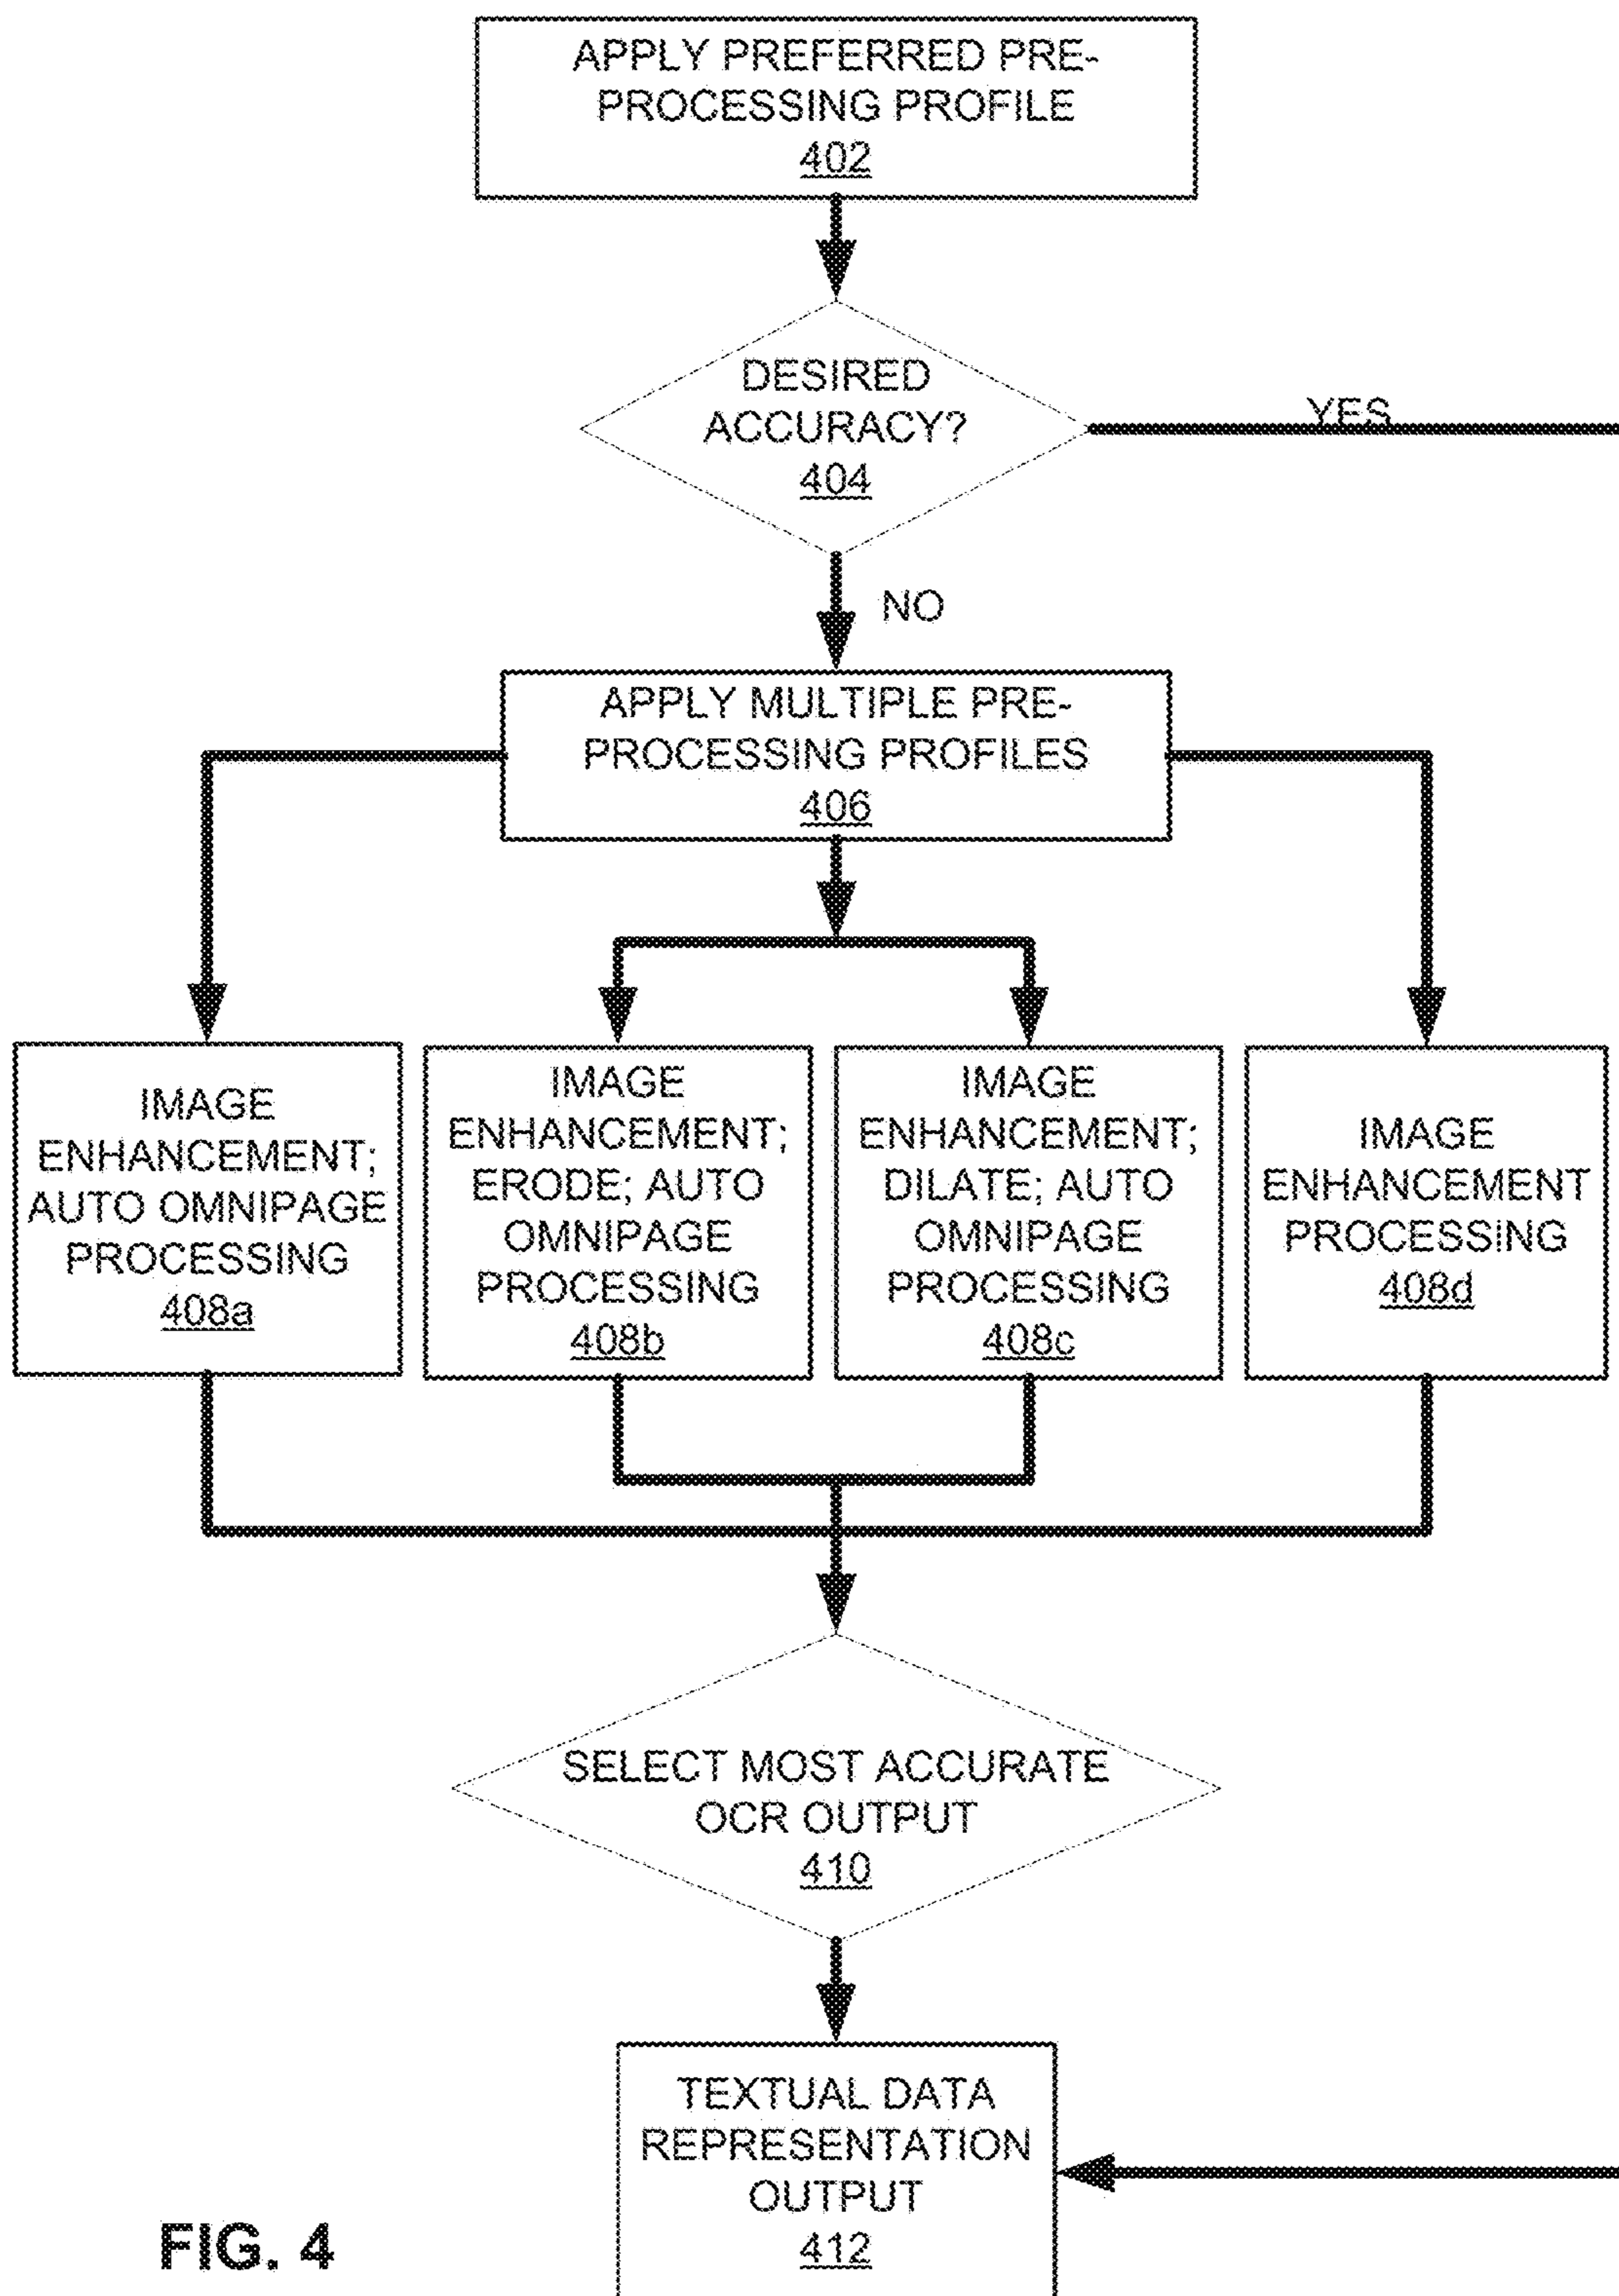 APPLY PREFERRED PRE-
PROCESSING PROFILE
402
DESIRED
ACCURACY?
404
YES
NO
APPLY MULTIPLE PRE-
PROCESSING PROFILES
406
IMAGE
ENHANCEMENT;
AUTO OMNIPAGE
PROCESSING
408a
IMAGE
ENHANCEMENT;
ERODE; AUTO
OMNIPAGE
PROCESSING
408b
IMAGE
ENHANCEMENT;
DILATE; AUTO
OMNIPAGE
PROCESSING
408c
IMAGE
ENHANCEMENT
PROCESSING
408d
SELECT MOST ACCURATE
OCR OUTPUT
410
TEXTUAL DATA
REPRESENTATION
OUTPUT
412
FIG. 4